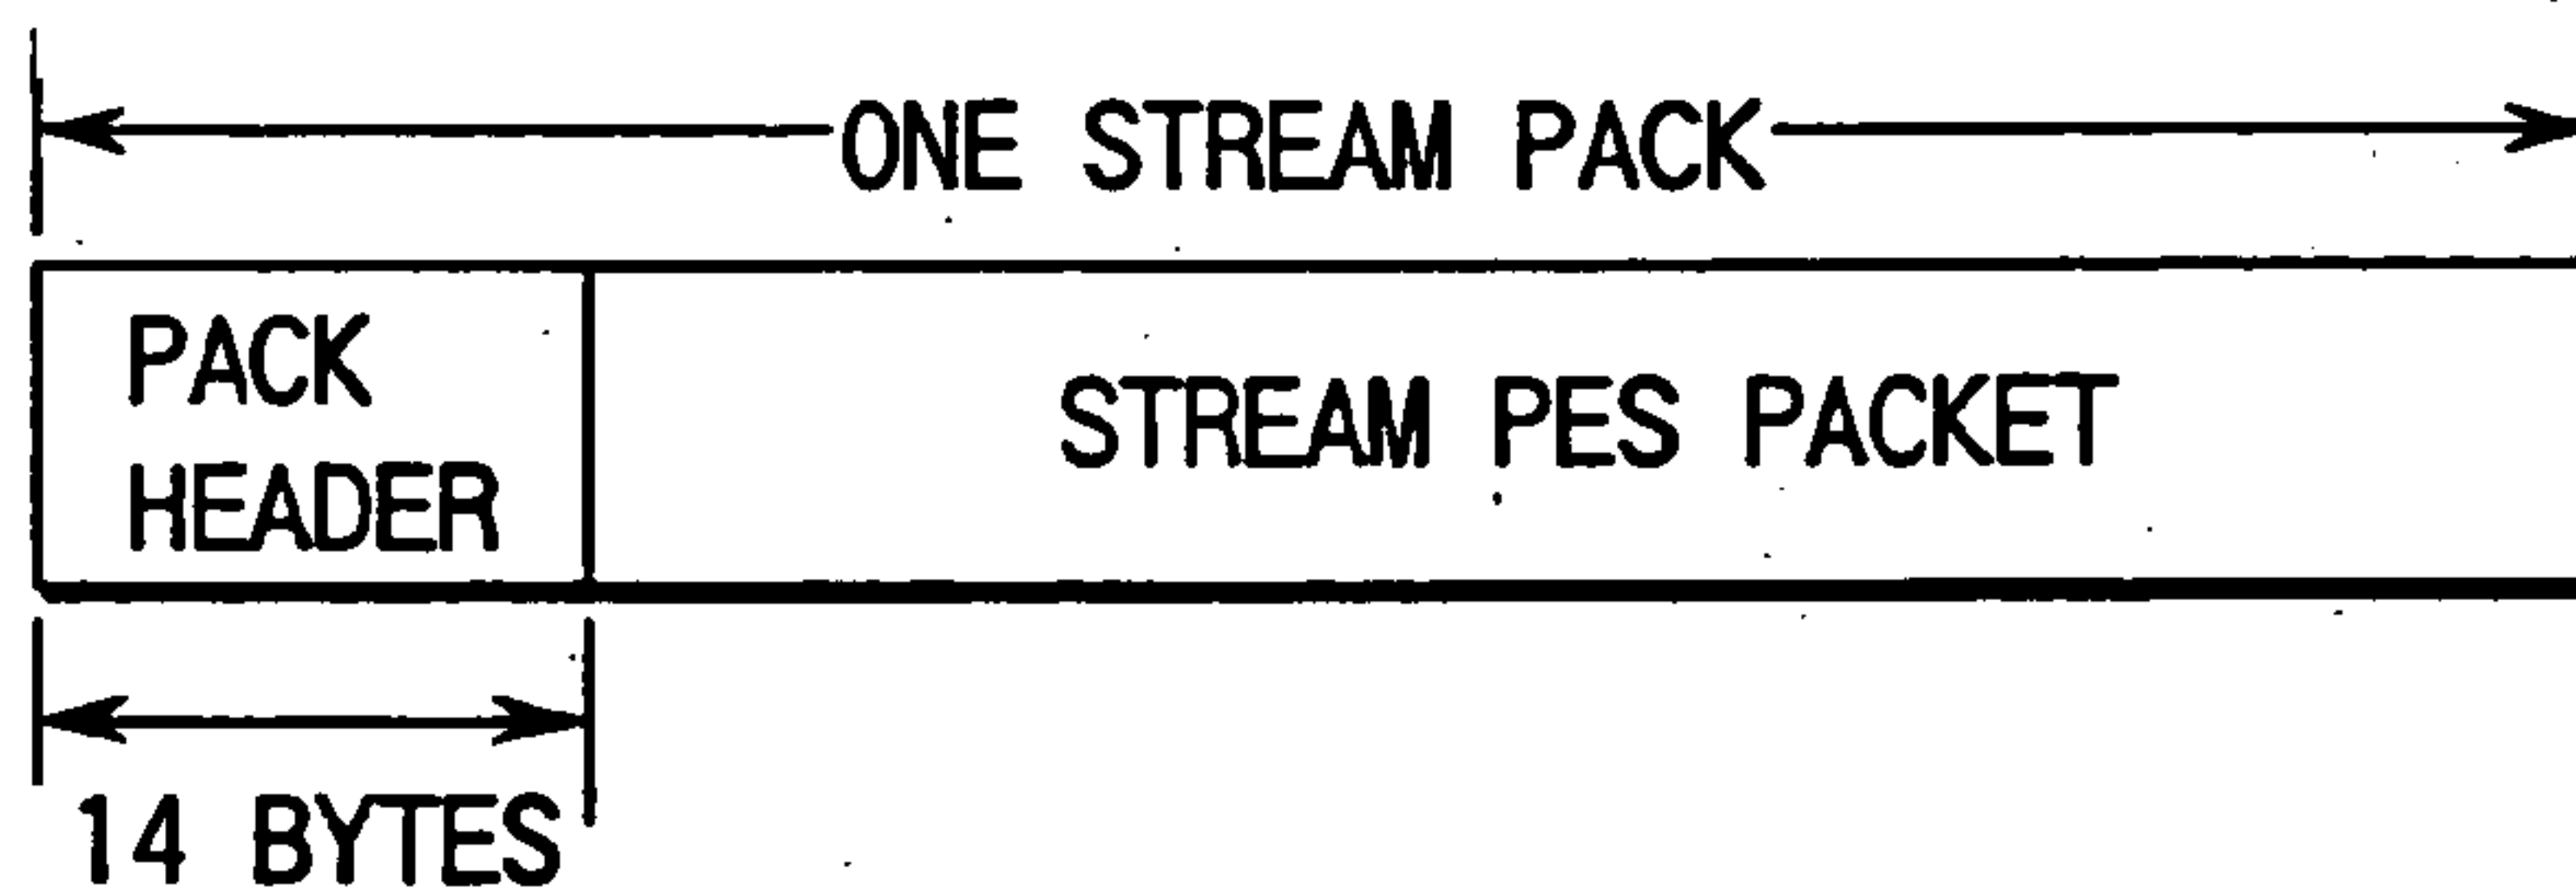 ONE STREAM PACK
PACK
HEADER
STREAM PES PACKET
14 BYTES